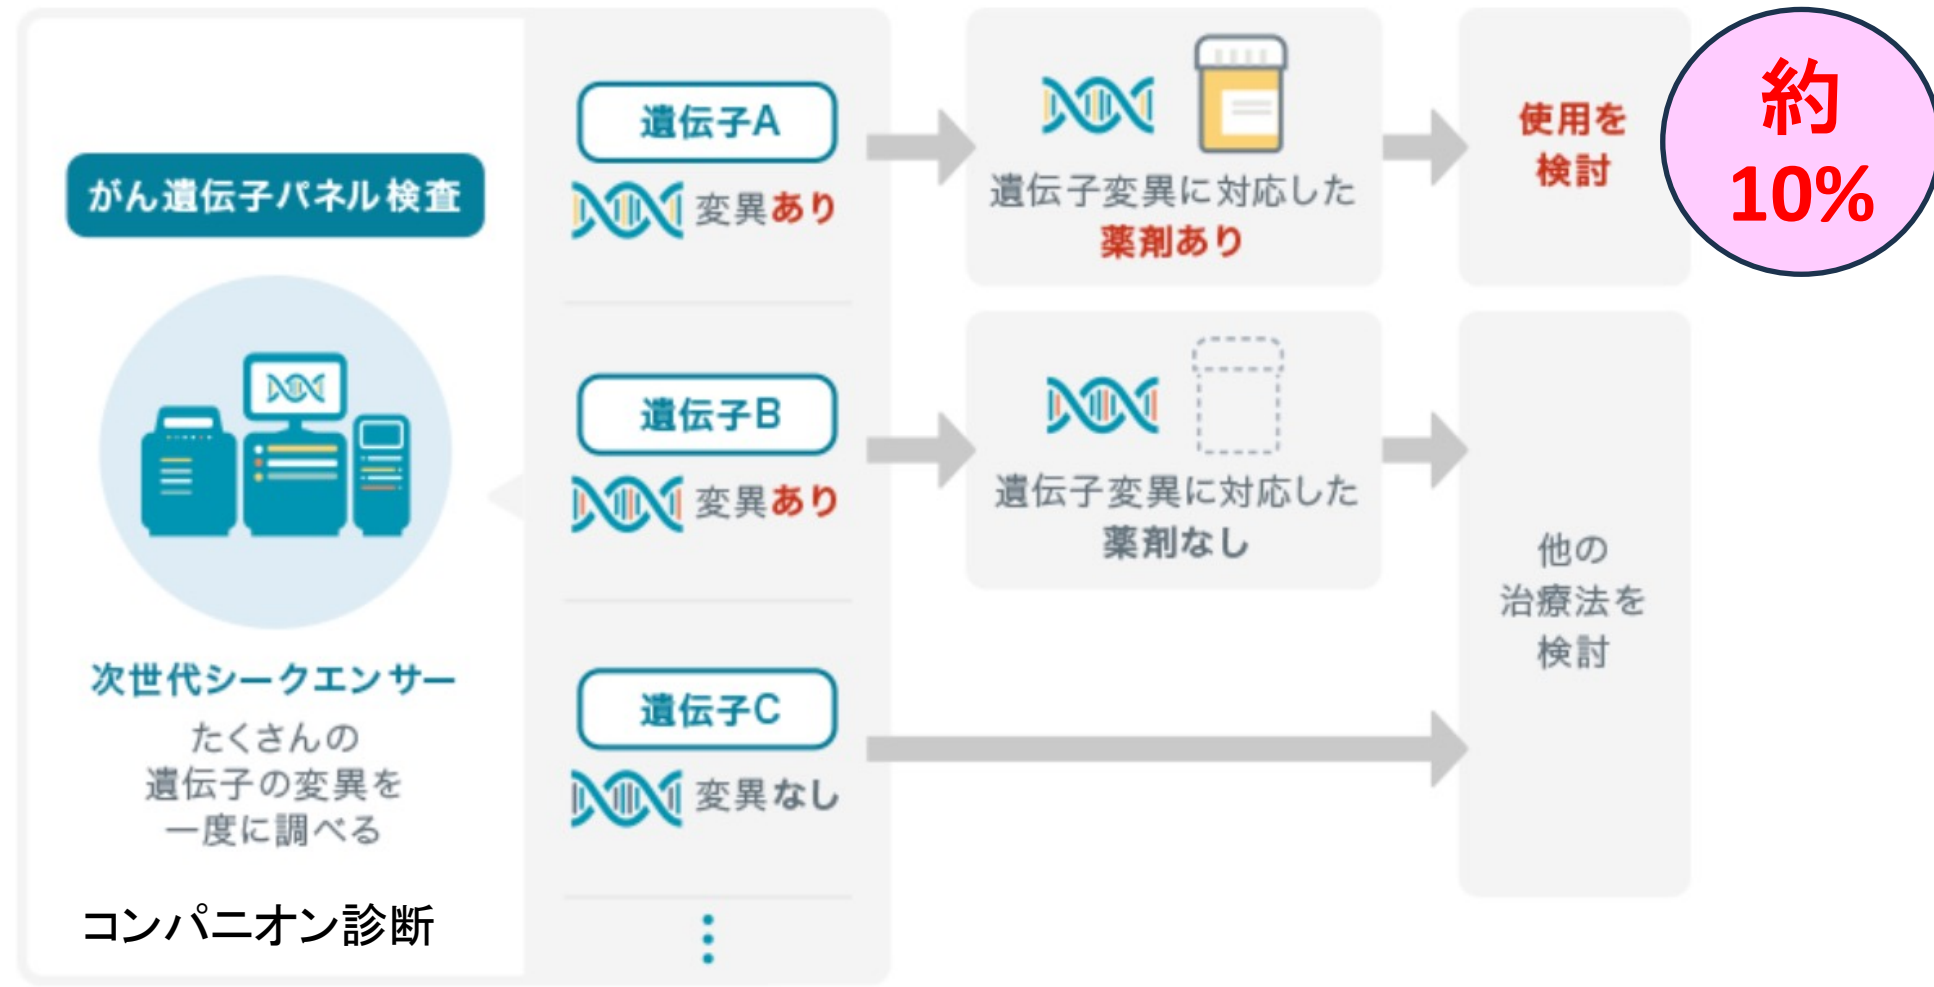 がん遺伝子パネル検査
次世代シークエンサー
たくさんの
遺伝子の変異を
一度に調べる
コンパニオン診断
遺伝子A
変異あり
遺伝子変異に対応した
薬剤あり
使用を
検討
約
10%
遺伝子B
変異あり
遺伝子変異に対応した
薬剤なし
他の
治療法を
検討
遺伝子C
変異なし